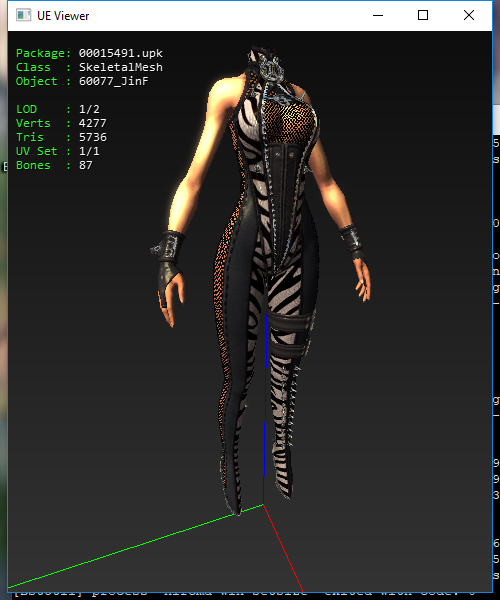 UE Viewer
Package: 00015491.upk
Class : SkeletalMesh
Object : 60077_JinF
LOD : 1/2
Verts : 4277
Tris : 5736
UV Set : 1/1
Bones : 87